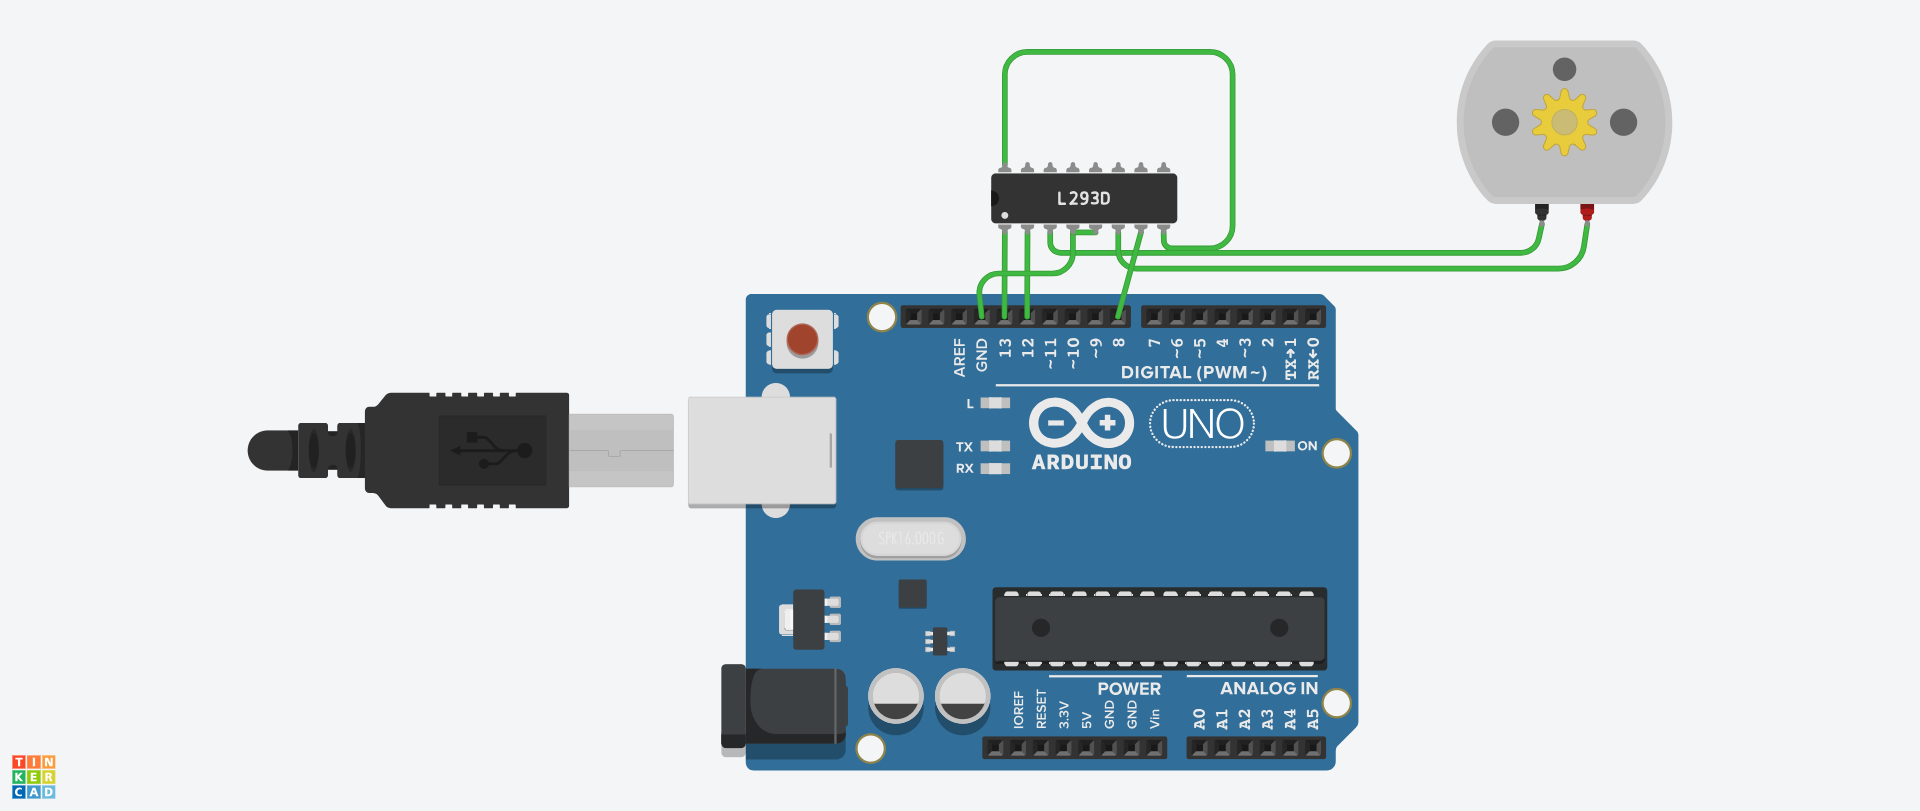 L293D
AREF
GND
13
12
~11
~10
~9
8
7
~6
~5
4
~3
2
TX→1
RX←0
DIGITAL (PWM~)
L
TX
RX
ARDUINO
UNO
ON
SPK16.000G
POWER
ANALOG IN
IOREF
RESET
3.3V
5V
GND
GND
Vin
A0
A1
A2
A3
A4
A5
TIN
KER
CAD